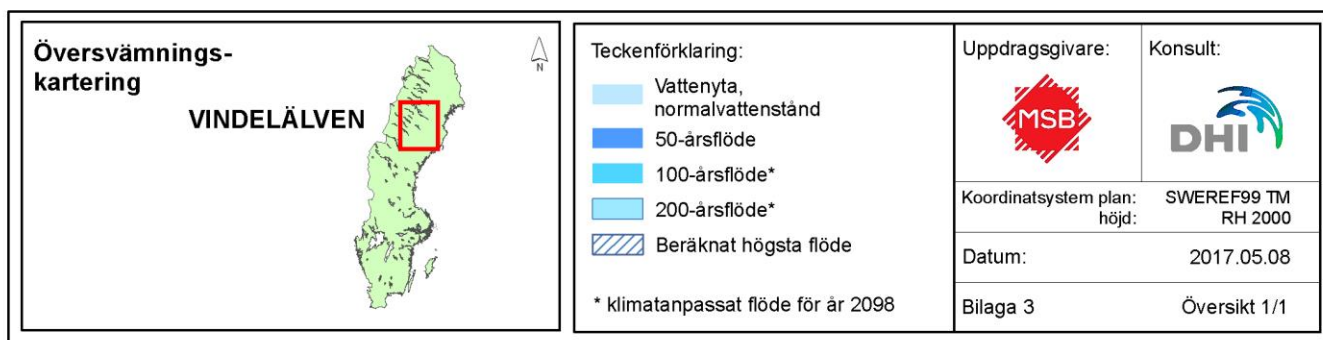 Översvämnings-
kartering
VINDELÄLVEN
N
Teckenförklaring:
Vattenyta,
normalvattenstånd
50-årsflöde
100-årsflöde*
200-årsflöde*
Beräknat högsta flöde
* klimatanpassat flöde för år 2098
Uppdragsgivare:
MSB
Konsult:
DHI
Koordinatsystem plan: SWEREF99 TM
höjd: RH 2000
Datum: 2017.05.08
Bilaga 3 Översikt 1/1